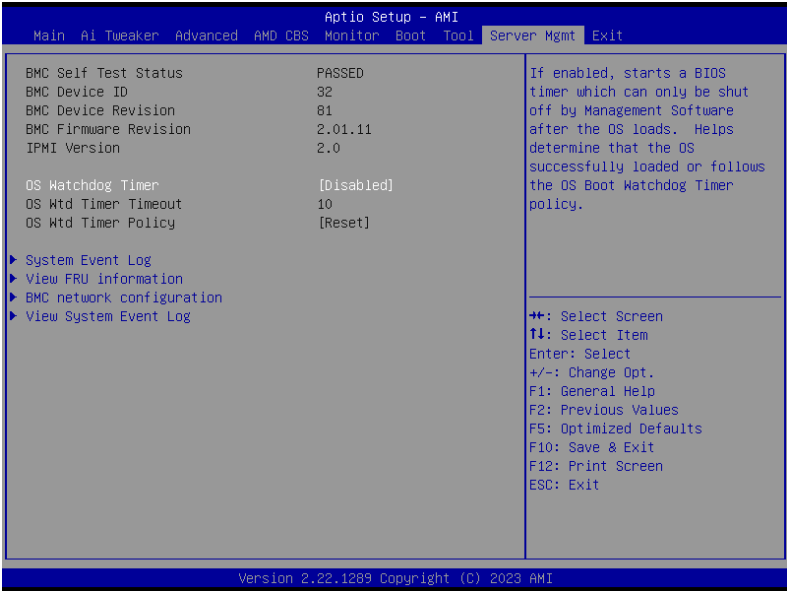 Aptio Setup - AMI
Main Ai Tweaker Advanced AMD CBS Monitor Boot Tool Server Mgmt Exit
BMC Self Test Status PASSED
BMC Device ID 32
BMC Device Revision 81
BMC Firmware Revision 2.01.11
IPMI Version 2.0
OS Watchdog Timer [Disabled]
OS Wtd Timer Timeout 10
OS Wtd Timer Policy [Reset]
System Event Log
View FRU information
BMC network configuration
View System Event Log
If enabled, starts a BIOS
timer which can only be shut
off by Management Software
after the OS loads. Helps
determine that the OS
successfully loaded or follows
the OS Boot Watchdog Timer
policy.
→←: Select Screen
↑↓: Select Item
Enter: Select
+/-: Change Opt.
F1: General Help
F2: Previous Values
F5: Optimized Defaults
F10: Save & Exit
F12: Print Screen
ESC: Exit
Version 2.22.1289 Copyright (C) 2023 AMI